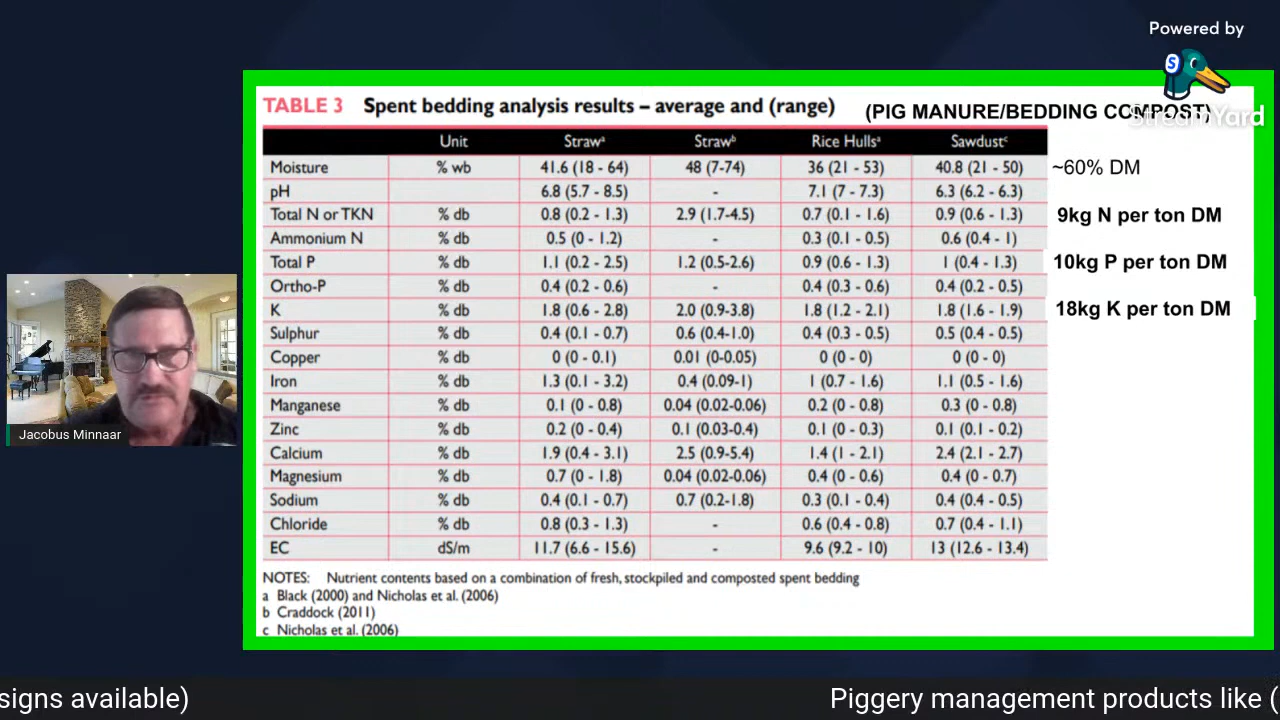 Powered by
StreamYard
TABLE 3 Spent bedding analysis results – average and (range) (PIG MANURE/BEDDING COMPOST)
Unit Strawᵃ Strawᵇ Rice Hullsᵃ Sawdustᶜ
Moisture % wb 41.6 (18 - 64) 48 (7-74) 36 (21 - 53) 40.8 (21 - 50) ~60% DM
pH 6.8 (5.7 - 8.5) - 7.1 (7 - 7.3) 6.3 (6.2 - 6.3)
Total N or TKN % db 0.8 (0.2 - 1.3) 2.9 (1.7-4.5) 0.7 (0.1 - 1.6) 0.9 (0.6 - 1.3) 9kg N per ton DM
Ammonium N % db 0.5 (0 - 1.2) - 0.3 (0.1 - 0.5) 0.6 (0.4 - 1)
Total P % db 1.1 (0.2 - 2.5) 1.2 (0.5-2.6) 0.9 (0.6 - 1.3) 1 (0.4 - 1.3) 10kg P per ton DM
Ortho-P % db 0.4 (0.2 - 0.6) - 0.4 (0.3 - 0.6) 0.4 (0.2 - 0.5)
K % db 1.8 (0.6 - 2.8) 2.0 (0.9-3.8) 1.8 (1.2 - 2.1) 1.8 (1.6 - 1.9) 18kg K per ton DM
Sulphur % db 0.4 (0.1 - 0.7) 0.6 (0.4-1.0) 0.4 (0.3 - 0.5) 0.5 (0.4 - 0.5)
Copper % db 0 (0 - 0.1) 0.01 (0-0.05) 0 (0 - 0) 0 (0 - 0)
Iron % db 1.3 (0.1 - 3.2) 0.4 (0.09-1) 1 (0.7 - 1.6) 1.1 (0.5 - 1.6)
Manganese % db 0.1 (0 - 0.8) 0.04 (0.02-0.06) 0.2 (0 - 0.8) 0.3 (0 - 0.8)
Zinc % db 0.2 (0 - 0.4) 0.1 (0.03-0.4) 0.1 (0 - 0.3) 0.1 (0.1 - 0.2)
Calcium % db 1.9 (0.4 - 3.1) 2.5 (0.9-5.4) 1.4 (1 - 2.1) 2.4 (2.1 - 2.7)
Magnesium % db 0.7 (0 - 1.8) 0.04 (0.02-0.06) 0.4 (0 - 0.6) 0.4 (0 - 0.7)
Sodium % db 0.4 (0.1 - 0.7) 0.7 (0.2-1.8) 0.3 (0.1 - 0.4) 0.4 (0.4 - 0.5)
Chloride % db 0.8 (0.3 - 1.3) - 0.6 (0.4 - 0.8) 0.7 (0.4 - 1.1)
EC dS/m 11.7 (6.6 - 15.6) - 9.6 (9.2 - 10) 13 (12.6 - 13.4)
NOTES: Nutrient contents based on a combination of fresh, stockpiled and composted spent bedding
a Black (2000) and Nicholas et al. (2006)
b Craddock (2011)
c Nicholas et al. (2006)
Jacobus Minnaar
signs available) Piggery management products like (